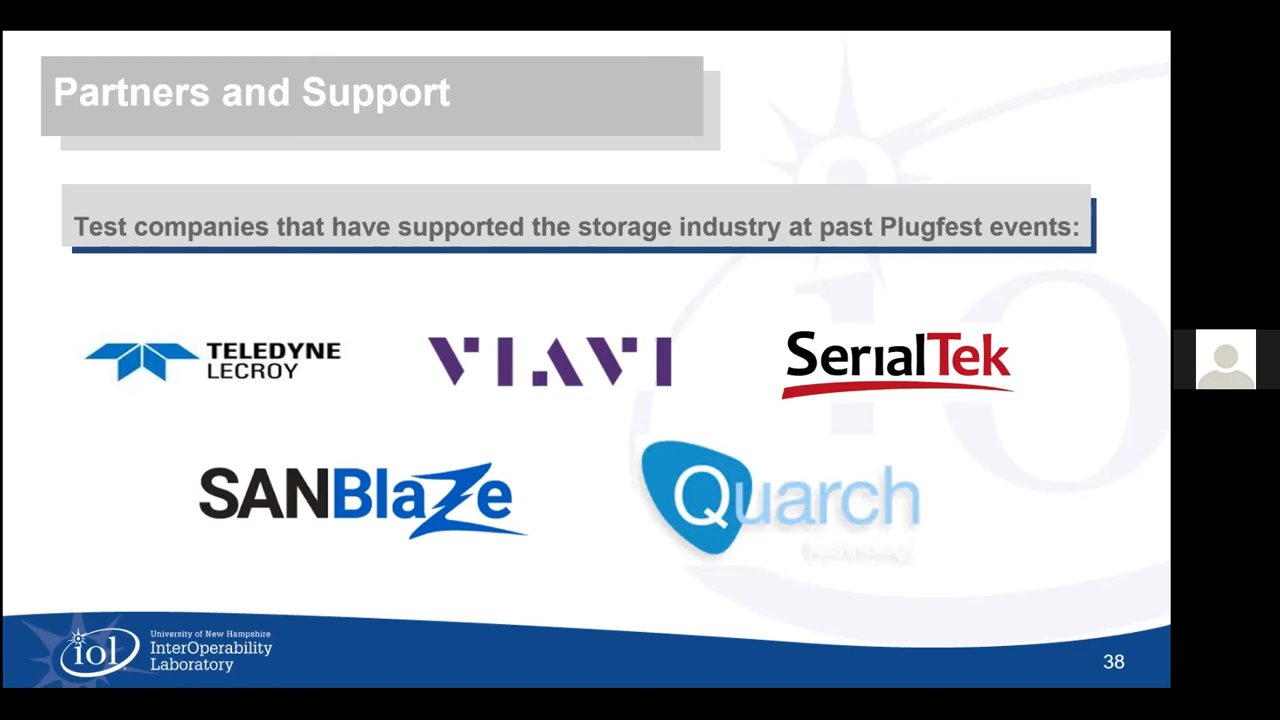 Partners and Support
Test companies that have supported the storage industry at past Plugfest events:
TELEDYNE
LECROY
VIAVI
SerialTek
SANBlaze
Quarch
iol
University of New Hampshire
InterOperability
Laboratory
38